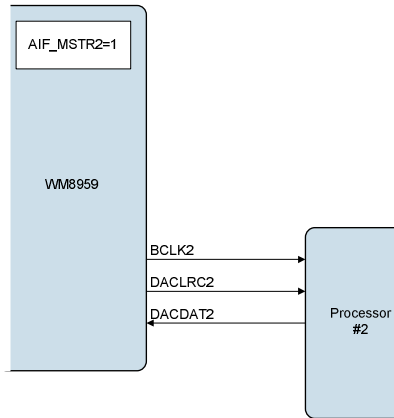 AIF_MSTR2=1
WM8959
BCLK2
DACLRC2
DACDAT2
Processor
#2